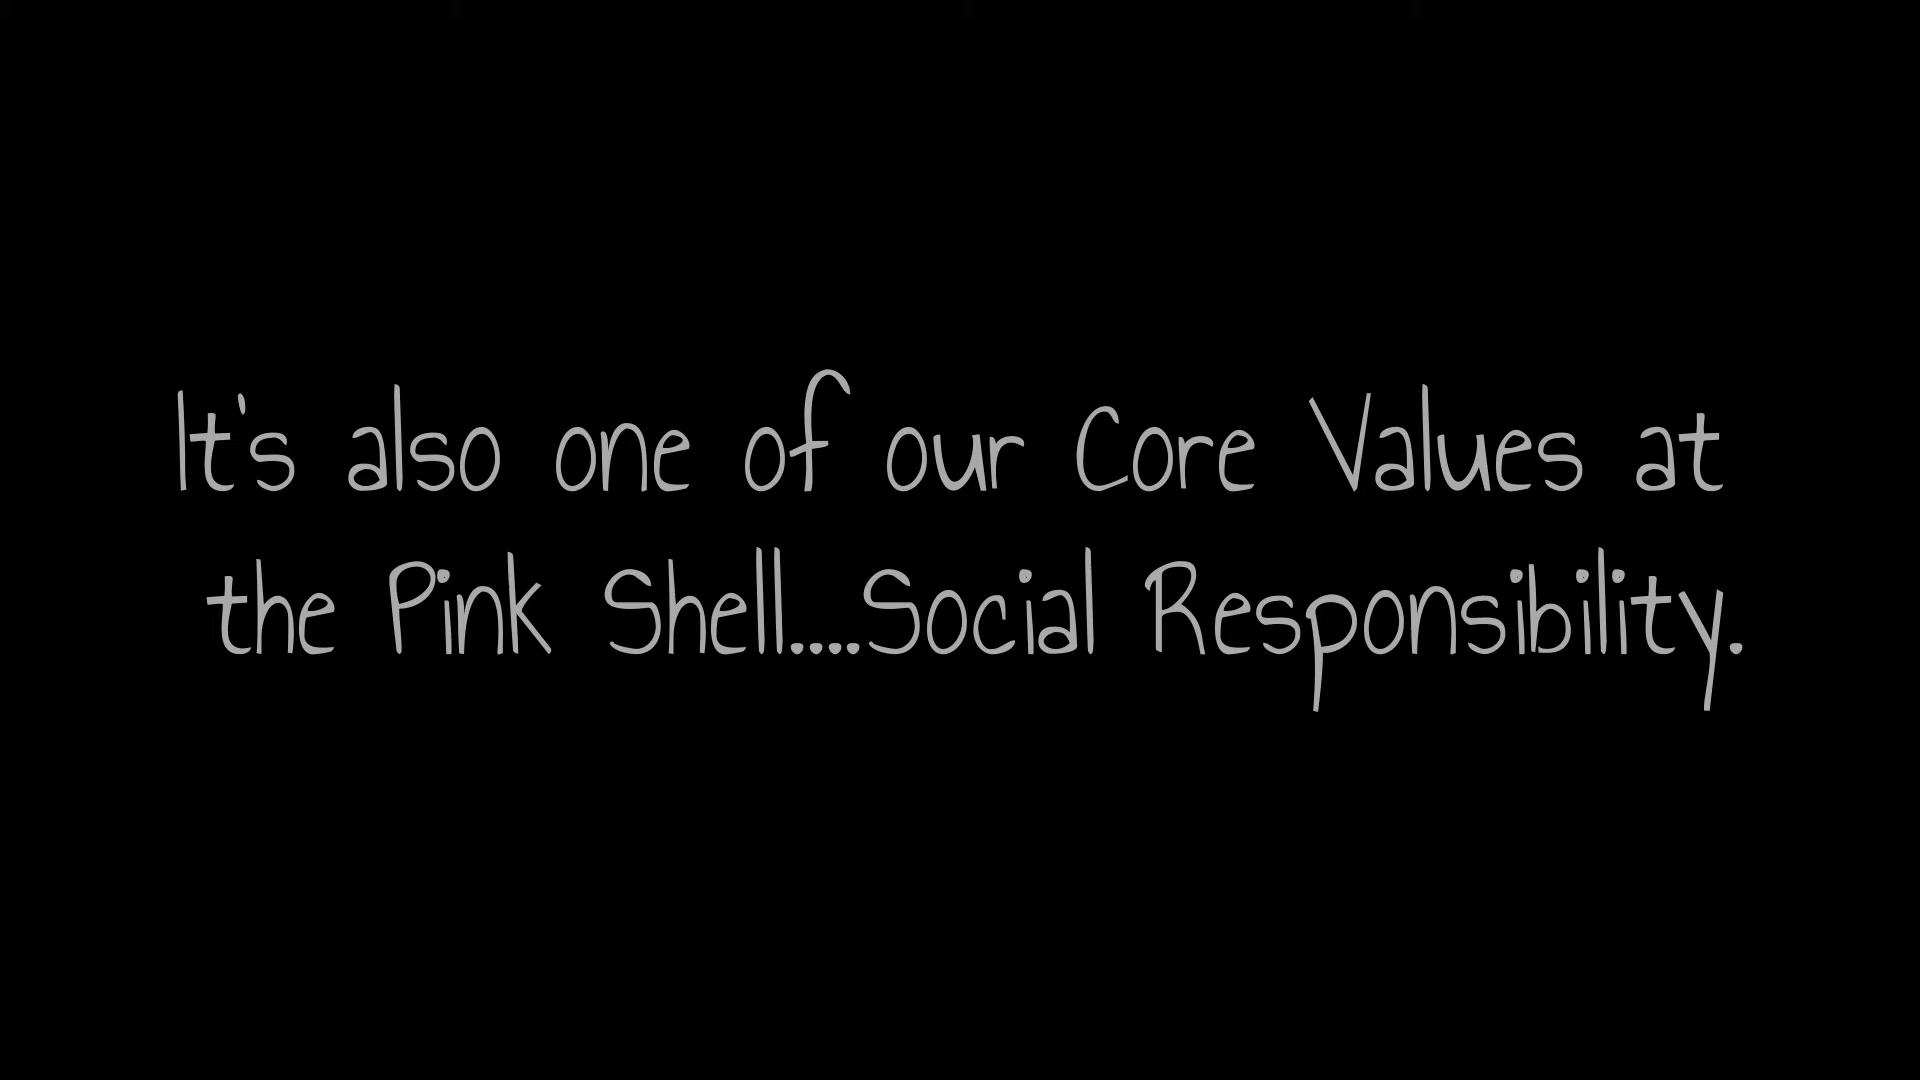 It's also one of our Core Values at
the Pink Shell....Social Responsibility.